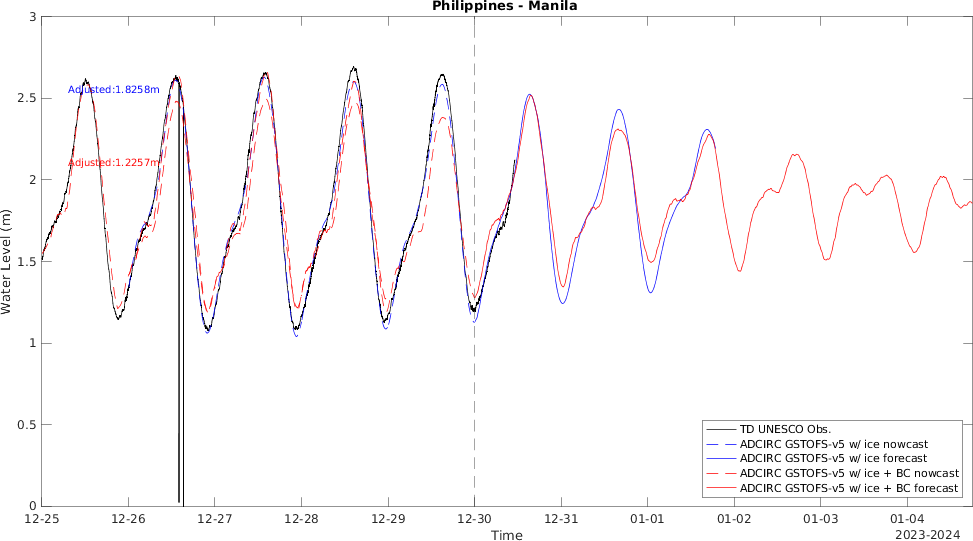 Philippines - Manila
3
2.5
2
1.5
1
0.5
0
Water Level (m)
Adjusted:1.8258m
Adjusted:1.2257m
TD UNESCO Obs.
ADCIRC GSTOFS-v5 w/ ice nowcast
ADCIRC GSTOFS-v5 w/ ice forecast
ADCIRC GSTOFS-v5 w/ ice + BC nowcast
ADCIRC GSTOFS-v5 w/ ice + BC forecast
12-25 12-26 12-27 12-28 12-29 12-30 12-31 01-01 01-02 01-03 01-04
Time
2023-2024